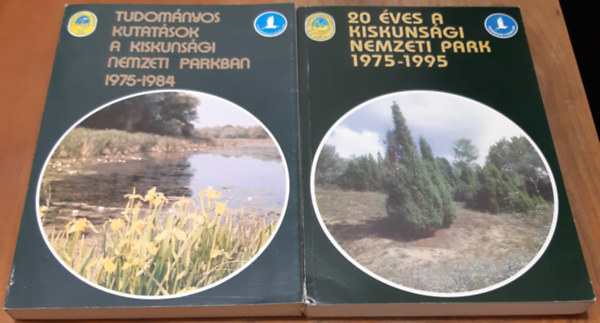 TUDOMÁNYOS
KUTATÁSOK
A KISKUNSÁGI
NEMZETI PARKBAN
1975-1984
20 ÉVES A
KISKUNSÁGI
NEMZETI PARK
1975-1995